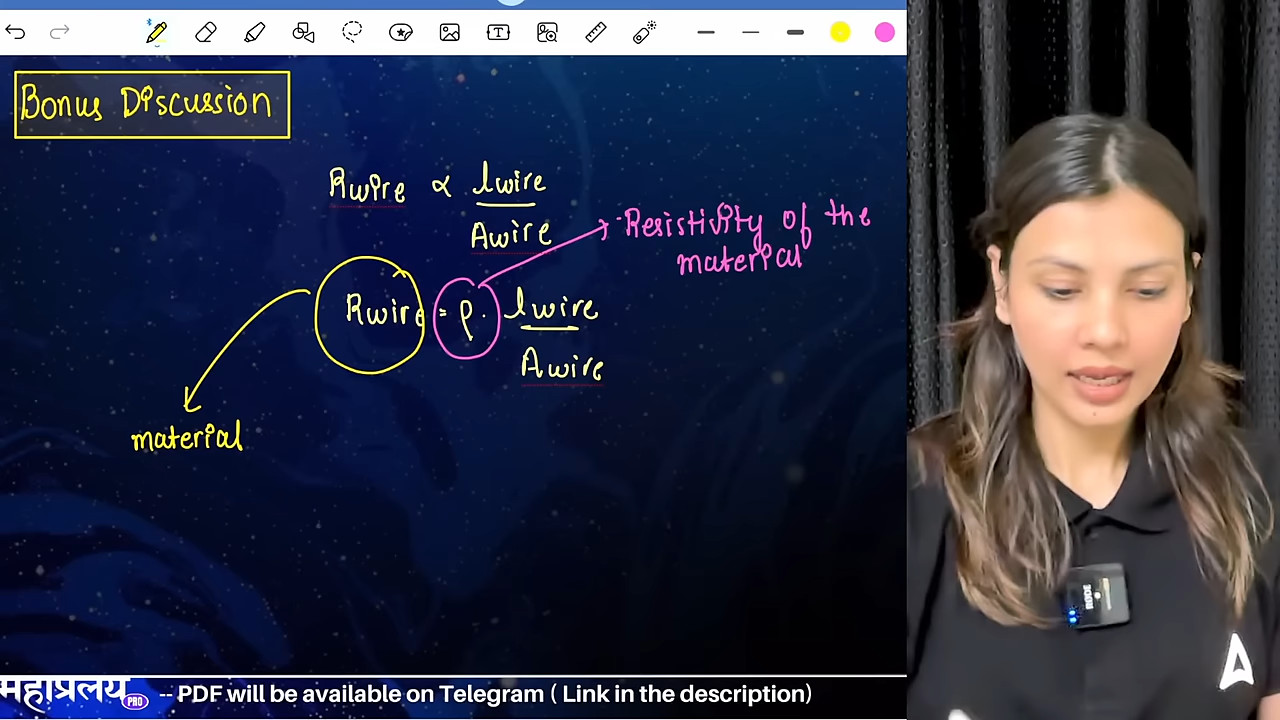 Bonus Discussion
Rwire ∝ lwire
Awire
Resistivity of the
material
Rwire = ρ. lwire
Awire
material
महाप्रलय PRO -- PDF will be available on Telegram ( Link in the description)
RODE